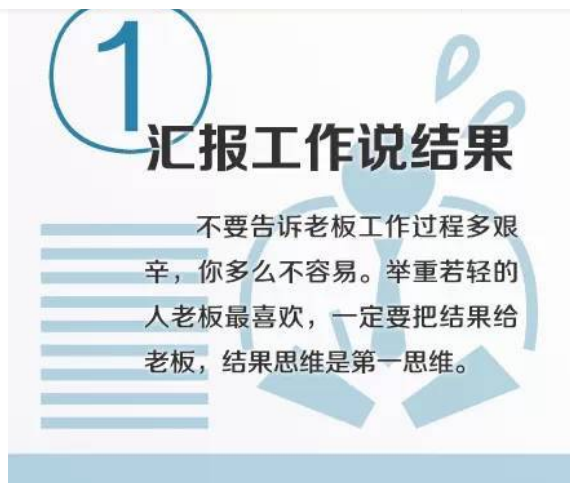 1
汇报工作说结果
不要告诉老板工作过程多艰
辛，你多么不容易。举重若轻的
人老板最喜欢，一定要把结果给
老板，结果思维是第一思维。